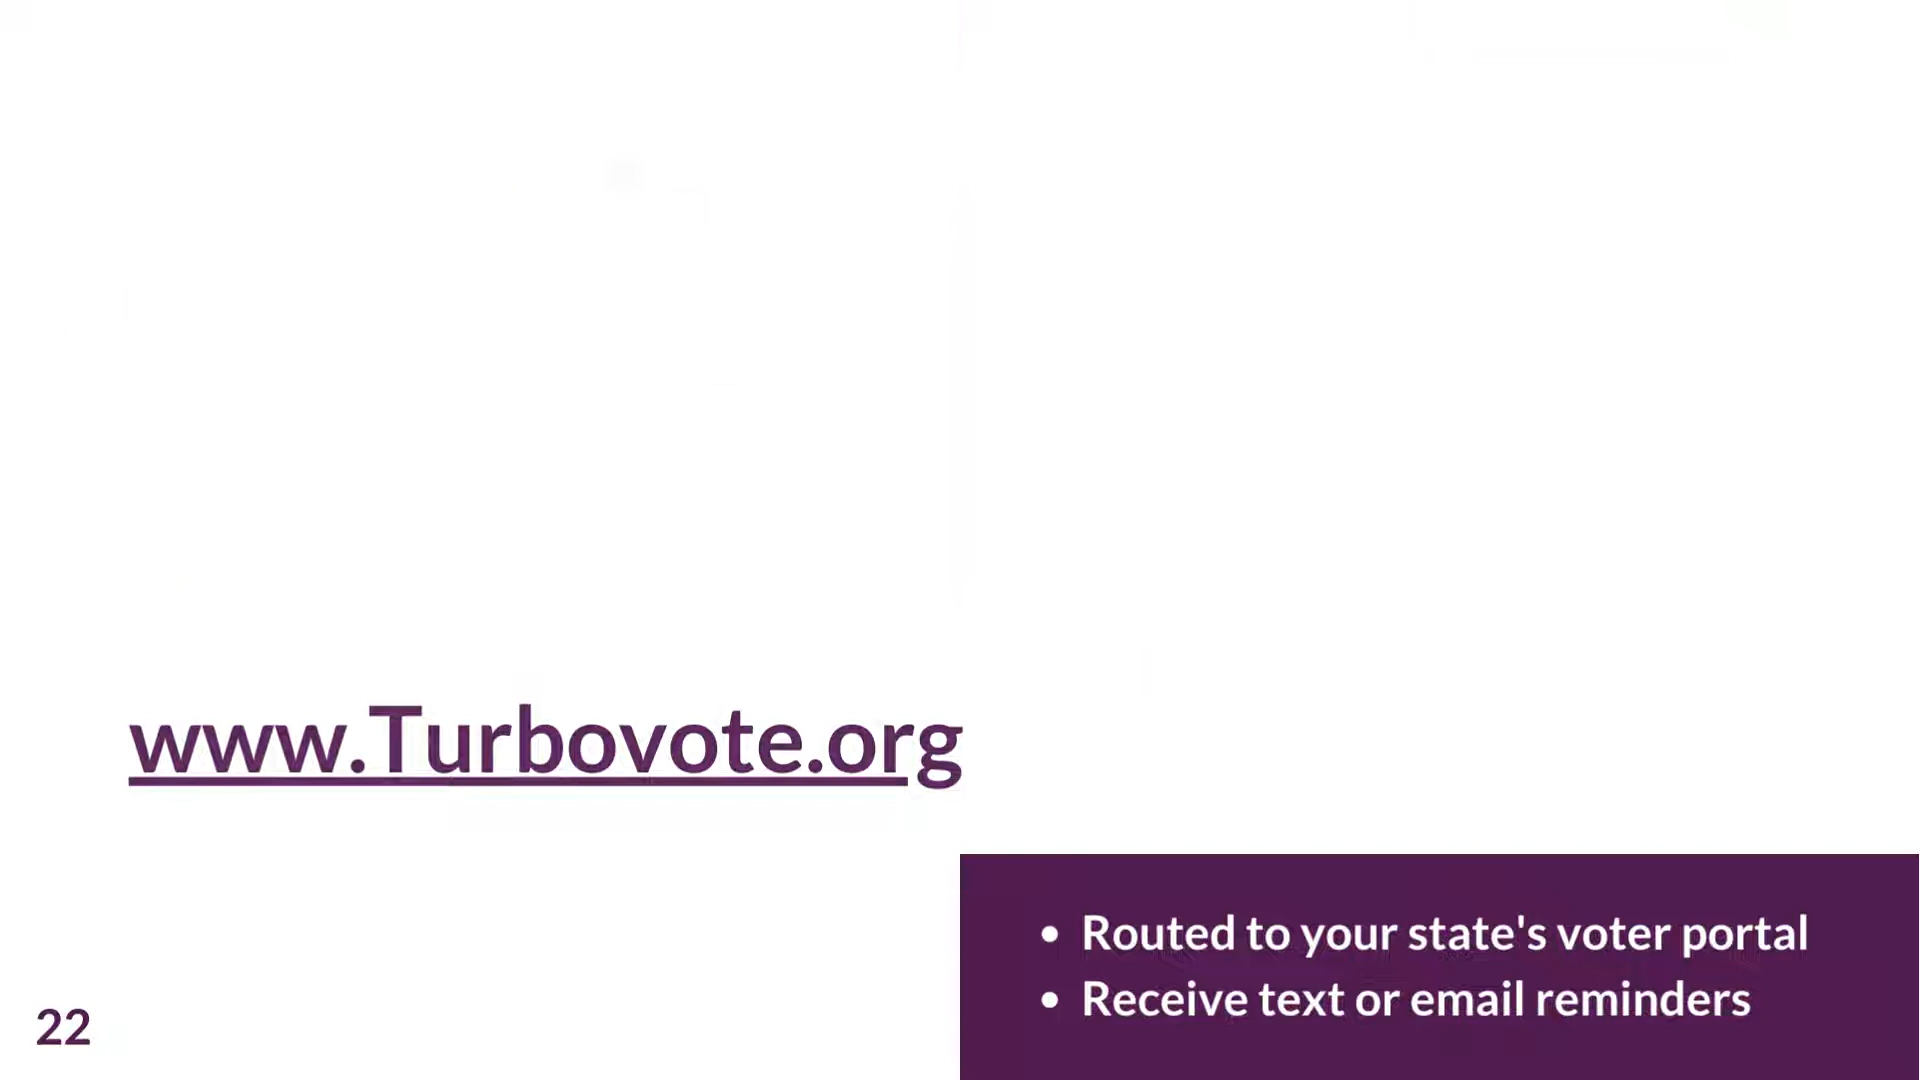 www.Turbovote.org
• Routed to your state's voter portal
• Receive text or email reminders
22